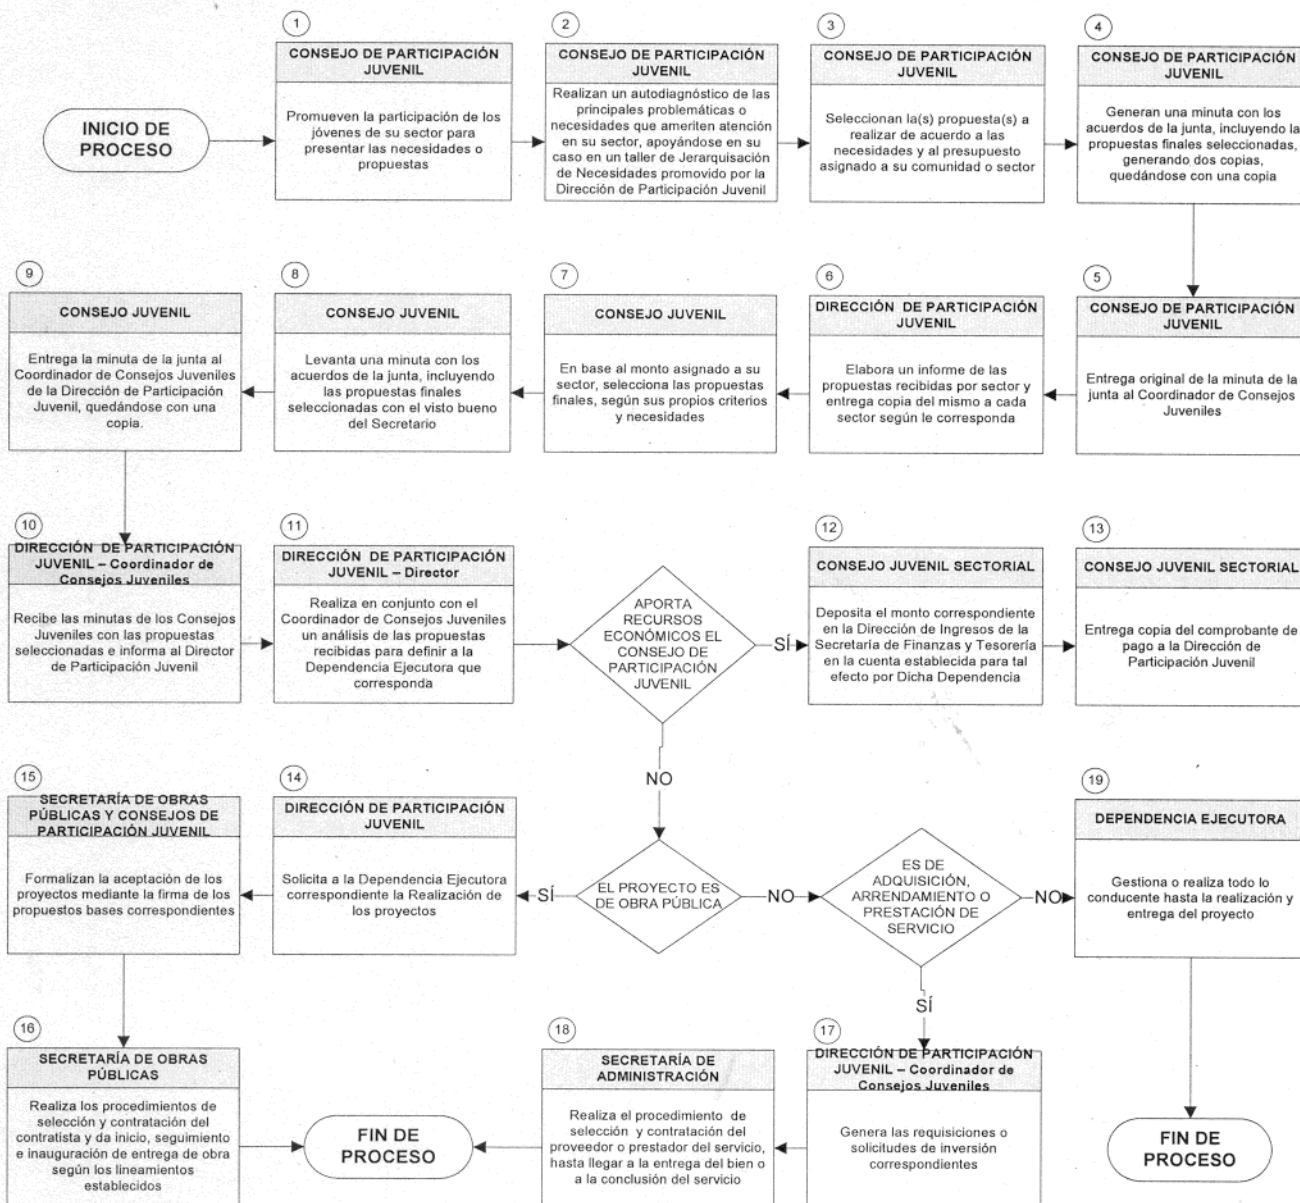 INICIO DE
PROCESO
1
CONSEJO DE PARTICIPACIÓN
JUVENIL
Promueven la participación de los
jóvenes de su sector para
presentar las necesidades o
propuestas
2
CONSEJO DE PARTICIPACIÓN
JUVENIL
Realizan un autodiagnóstico de las
principales problemáticas o
necesidades que ameriten atención
en su sector, apoyándose en su
caso en un taller de Jerarquisación
de Necesidades promovido por la
Dirección de Participación Juvenil
3
CONSEJO DE PARTICIPACIÓN
JUVENIL
Seleccionan la(s) propuesta(s) a
realizar de acuerdo a las
necesidades y al presupuesto
asignado a su comunidad o sector
4
CONSEJO DE PARTICIPACIÓN
JUVENIL
Generan una minuta con los
acuerdos de la junta, incluyendo la
propuestas finales seleccionadas,
generando dos copias,
quedándose con una copia
9
CONSEJO JUVENIL
Entrega la minuta de la junta al
Coordinador de Consejos Juveniles
de la Dirección de Participación
Juvenil, quedándose con una
copia.
8
CONSEJO JUVENIL
Levanta una minuta con los
acuerdos de la junta, incluyendo
las propuestas finales
seleccionadas con el visto bueno
del Secretario
7
CONSEJO JUVENIL
En base al monto asignado a su
sector, selecciona las propuestas
finales, según sus propios criterios
y necesidades
6
DIRECCIÓN DE PARTICIPACIÓN
JUVENIL
Elabora un informe de las
propuestas recibidas por sector y
entrega copia del mismo a cada
sector según le corresponda
5
CONSEJO DE PARTICIPACIÓN
JUVENIL
Entrega original de la minuta de la
junta al Coordinador de Consejos
Juveniles
10
DIRECCIÓN DE PARTICIPACIÓN
JUVENIL – Coordinador de
Consejos Juveniles
Recibe las minutas de los Consejos
Juveniles con las propuestas
seleccionadas e informa al Director
de Participación Juvenil
11
DIRECCIÓN DE PARTICIPACIÓN
JUVENIL – Director
Realiza en conjunto con el
Coordinador de Consejos Juveniles
un análisis de las propuestas
recibidas para definir a la
Dependencia Ejecutora que
corresponda
APORTA
RECURSOS
ECONÓMICOS EL
CONSEJO DE
PARTICIPACIÓN
JUVENIL
SÍ
NO
12
CONSEJO JUVENIL SECTORIAL
Deposita el monto correspondiente
en la Dirección de Ingresos de la
Secretaría de Finanzas y Tesorería
en la cuenta establecida para tal
efecto por Dicha Dependencia
13
CONSEJO JUVENIL SECTORIAL
Entrega copia del comprobante de
pago a la Dirección de
Participación Juvenil
15
SECRETARÍA DE OBRAS
PÚBLICAS Y CONSEJOS DE
PARTICIPACIÓN JUVENIL
Formalizan la aceptación de los
proyectos mediante la firma de los
propuestos bases correspondientes
14
DIRECCIÓN DE PARTICIPACIÓN
JUVENIL
Solicita a la Dependencia Ejecutora
correspondiente la Realización de
los proyectos
SÍ
EL PROYECTO ES
DE OBRA PÚBLICA
NO
ES DE
ADQUISICIÓN,
ARRENDAMIENTO O
PRESTACIÓN DE
SERVICIO
NO
SÍ
19
DEPENDENCIA EJECUTORA
Gestiona o realiza todo lo
conducente hasta la realización y
entrega del proyecto
16
SECRETARÍA DE OBRAS
PÚBLICAS
Realiza los procedimientos de
selección y contratación del
contratista y da inicio, seguimiento
e inauguración de entrega de obra
según los lineamientos
establecidos
FIN DE
PROCESO
18
SECRETARÍA DE
ADMINISTRACIÓN
Realiza el procedimiento de
selección y contratación del
proveedor o prestador del servicio,
hasta llegar a la entrega del bien o
a la conclusión del servicio
17
DIRECCIÓN DE PARTICIPACIÓN
JUVENIL – Coordinador de
Consejos Juveniles
Genera las requisiciones o
solicitudes de inversión
correspondientes
FIN DE
PROCESO